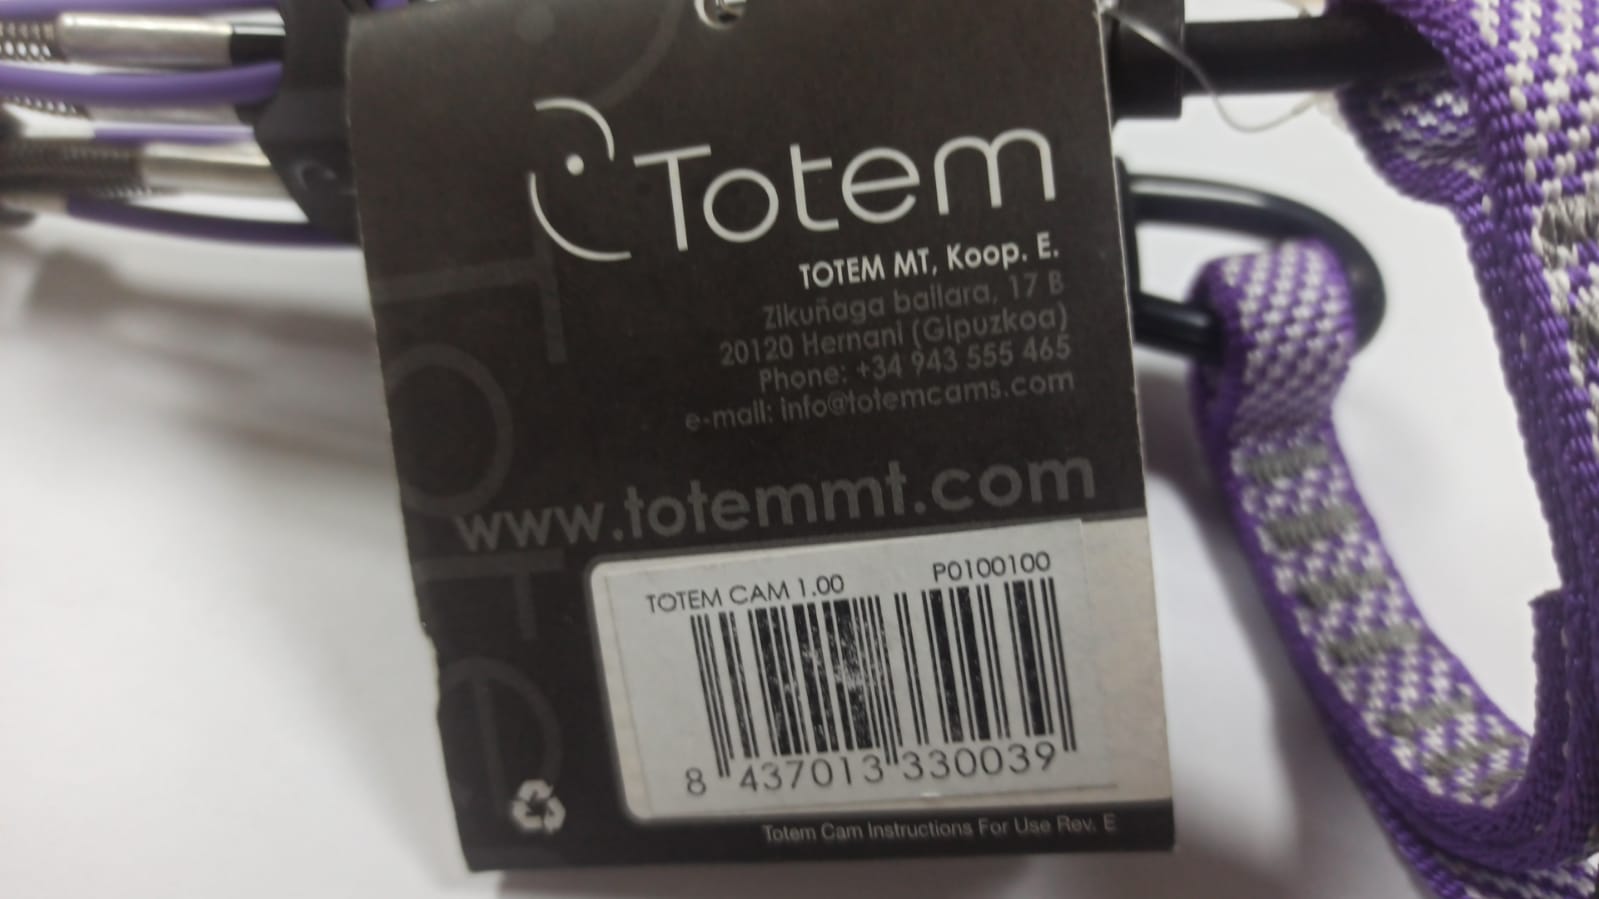 Totem
TOTEM MT, Koop. E.
Zikuñaga bailara, 17 B
20120 Hernani (Gipuzkoa)
Phone: +34 943 555 465
e-mail: info@totemcams.com
www.totemmt.com
TOTEM CAM 1.00 P0100100
8 437013 330039
Totem Cam Instructions For Use Rev. E